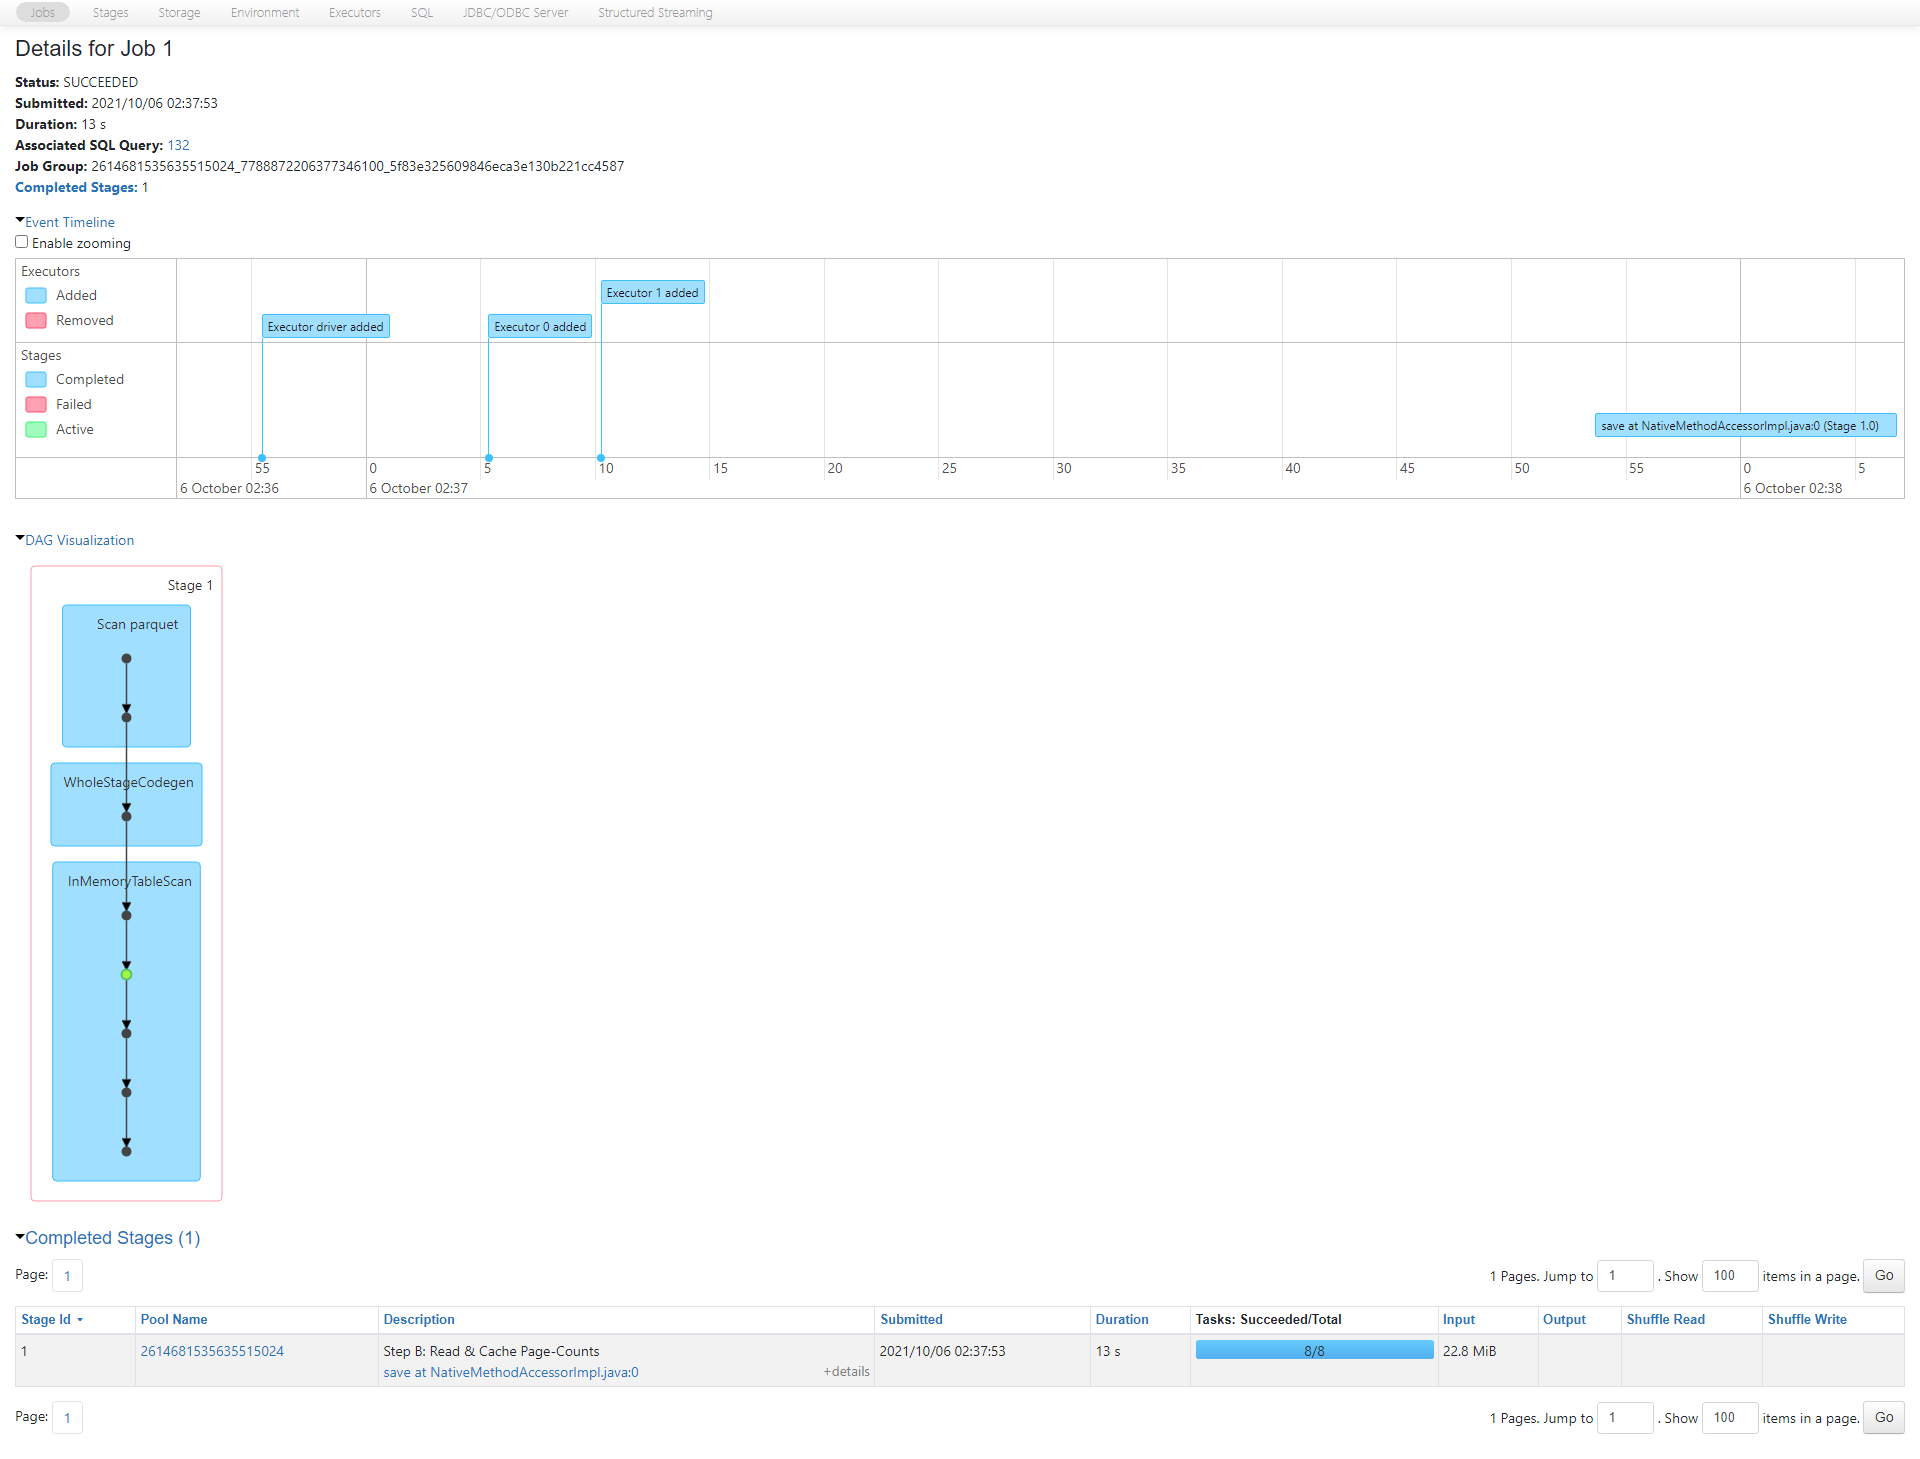 Jobs Stages Storage Environment Executors SQL JDBC/ODBC Server Structured Streaming
Details for Job 1
Status: SUCCEEDED
Submitted: 2021/10/06 02:37:53
Duration: 13 s
Associated SQL Query: 132
Job Group: 2614681535635515024_7788872206377346100_5f83e325609846eca3e130b221cc4587
Completed Stages: 1
Event Timeline
Enable zooming
Executors
Added
Removed
Executor driver added
Executor 0 added
Executor 1 added
Stages
Completed
Failed
Active
save at NativeMethodAccessorImpl.java:0 (Stage 1.0)
55 0 5 10 15 20 25 30 35 40 45 50 55 0 5
6 October 02:36 6 October 02:37 6 October 02:38
DAG Visualization
Stage 1
Scan parquet
WholeStageCodegen
InMemoryTableScan
Completed Stages (1)
Page: 1
1 Pages. Jump to 1 . Show 100 items in a page. Go
Stage Id Pool Name Description Submitted Duration Tasks: Succeeded/Total Input Output Shuffle Read Shuffle Write
1 2614681535635515024 Step B: Read & Cache Page-Counts 2021/10/06 02:37:53 13 s 8/8 22.8 MiB
save at NativeMethodAccessorImpl.java:0 +details
Page: 1
1 Pages. Jump to 1 . Show 100 items in a page. Go